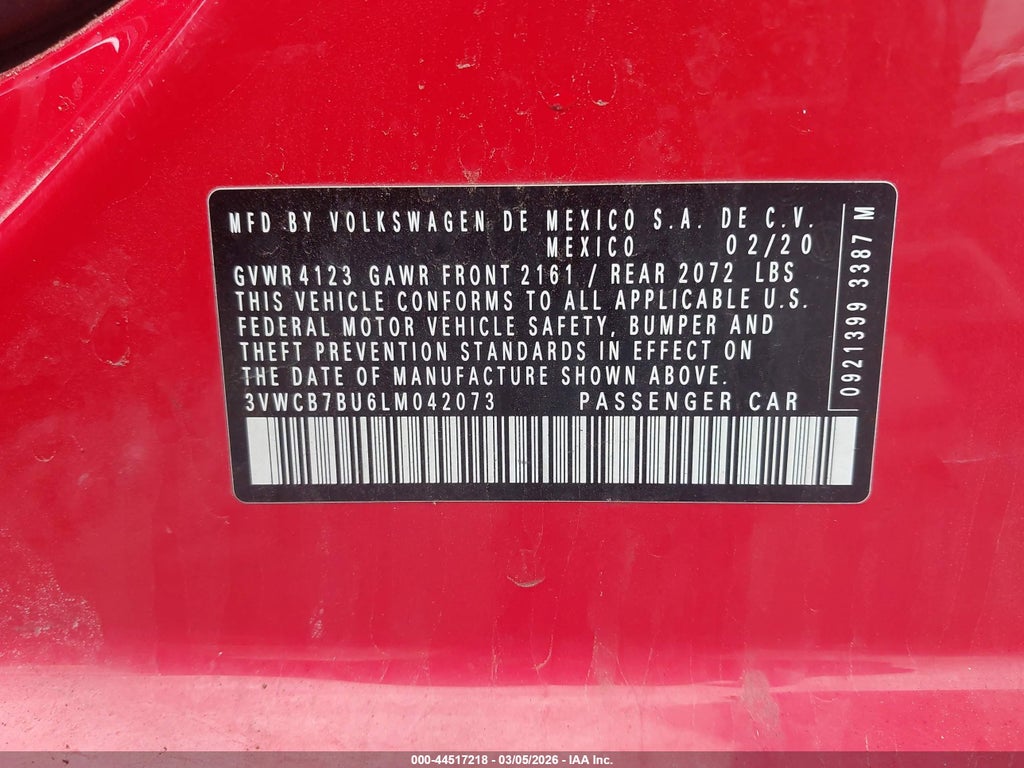 MFD BY VOLKSWAGEN DE MEXICO S.A. DE C.V.
MEXICO 02/20
GVWR 4123 GAWR FRONT 2161 / REAR 2072 LBS
THIS VEHICLE CONFORMS TO ALL APPLICABLE U.S.
FEDERAL MOTOR VEHICLE SAFETY, BUMPER AND
THEFT PREVENTION STANDARDS IN EFFECT ON
THE DATE OF MANUFACTURE SHOWN ABOVE.
3VWCB7BU6LM042073 PASSENGER CAR
0921399 3387 M
000-44517218 - 03/05/2026 - IAA Inc.